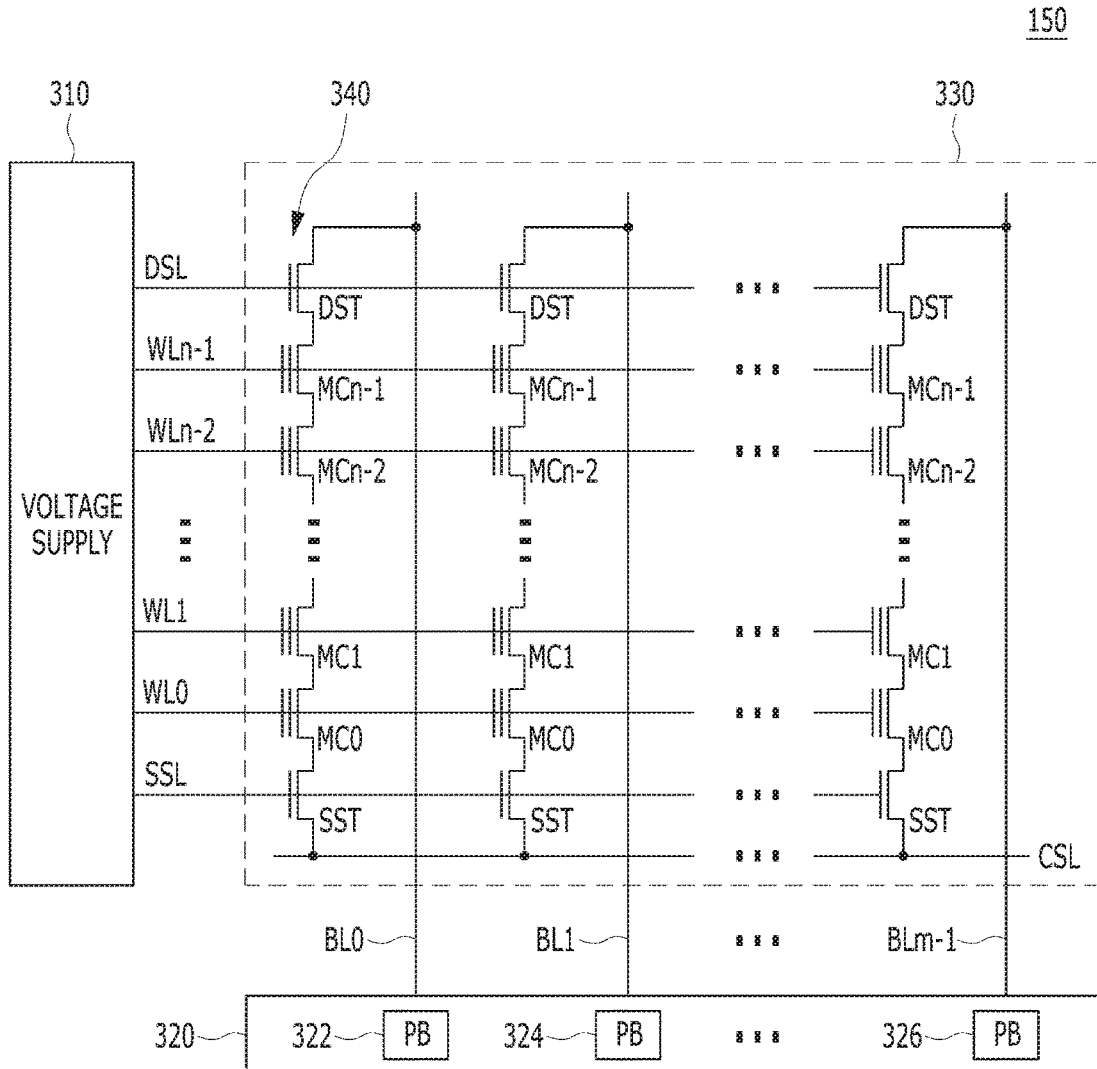 150
310
340
330
DSL
DST DST DST
WLn-1
MCn-1 MCn-1 MCn-1
WLn-2
MCn-2 MCn-2 MCn-2
VOLTAGE
SUPPLY
WL1
MC1 MC1 MC1
WL0
MC0 MC0 MC0
SSL
SST SST SST
CSL
BL0 BL1 BLm-1
320 322 PB 324 PB 326 PB